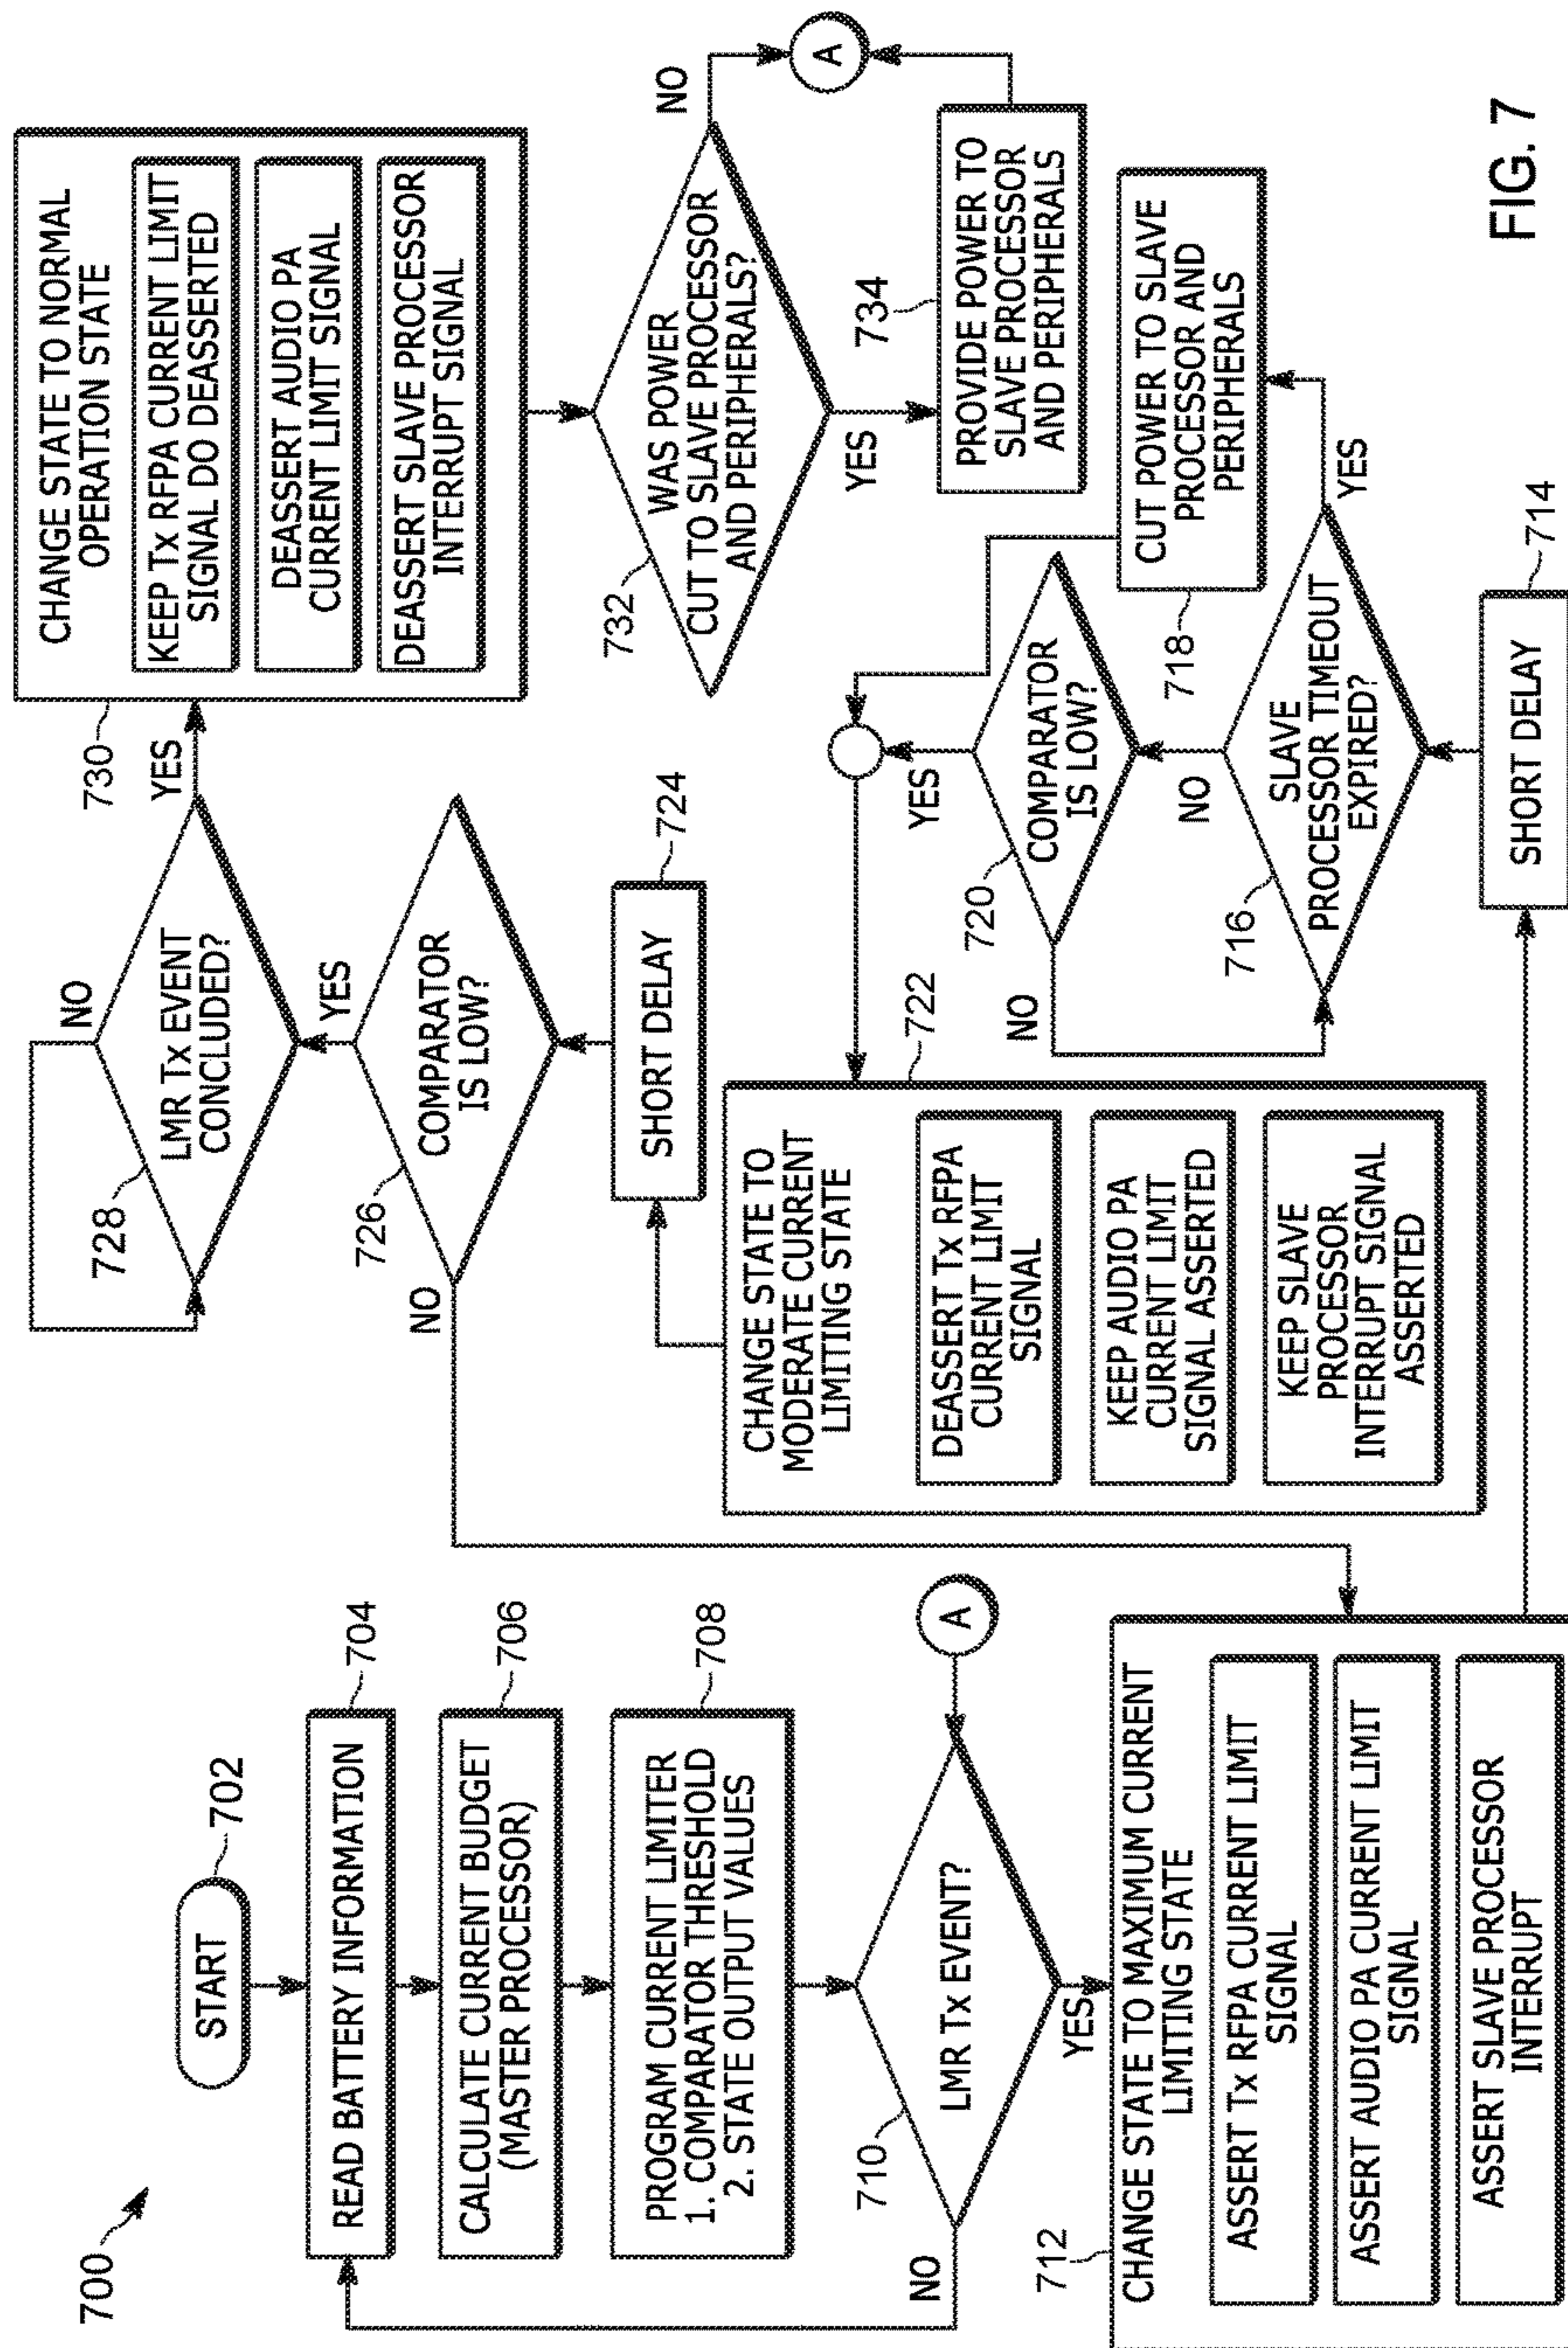 700
START
702
READ BATTERY INFORMATION
704
CALCULATE CURRENT BUDGET
(MASTER PROCESSOR)
706
PROGRAM CURRENT LIMITER
1. COMPARATOR THRESHOLD
2. STATE OUTPUT VALUES
708
LMR Tx EVENT?
710
NO
YES
A
712
CHANGE STATE TO MAXIMUM CURRENT
LIMITING STATE
ASSERT Tx RFPA CURRENT LIMIT
SIGNAL
ASSERT AUDIO PA CURRENT LIMIT
SIGNAL
ASSERT SLAVE PROCESSOR
INTERRUPT
SHORT DELAY
714
SLAVE
PROCESSOR TIMEOUT
EXPIRED?
716
NO
YES
CUT POWER TO SLAVE
PROCESSOR AND
PERIPHERALS
718
COMPARATOR
IS LOW?
720
NO
YES
722
CHANGE STATE TO
MODERATE CURRENT
LIMITING STATE
DEASSERT Tx RFPA
CURRENT LIMIT
SIGNAL
KEEP AUDIO PA
CURRENT LIMIT
SIGNAL ASSERTED
KEEP SLAVE
PROCESSOR
INTERRUPT SIGNAL
ASSERTED
SHORT DELAY
724
COMPARATOR
IS LOW?
726
NO
YES
LMR Tx EVENT
CONCLUDED?
728
NO
YES
730
CHANGE STATE TO NORMAL
OPERATION STATE
KEEP Tx RFPA CURRENT LIMIT
SIGNAL DO DEASSERTED
DEASSERT AUDIO PA
CURRENT LIMIT SIGNAL
DEASSERT SLAVE PROCESSOR
INTERRUPT SIGNAL
WAS POWER
CUT TO SLAVE PROCESSOR
AND PERIPHERALS?
732
NO
YES
734
PROVIDE POWER TO
SLAVE PROCESSOR
AND PERIPHERALS
A
FIG. 7